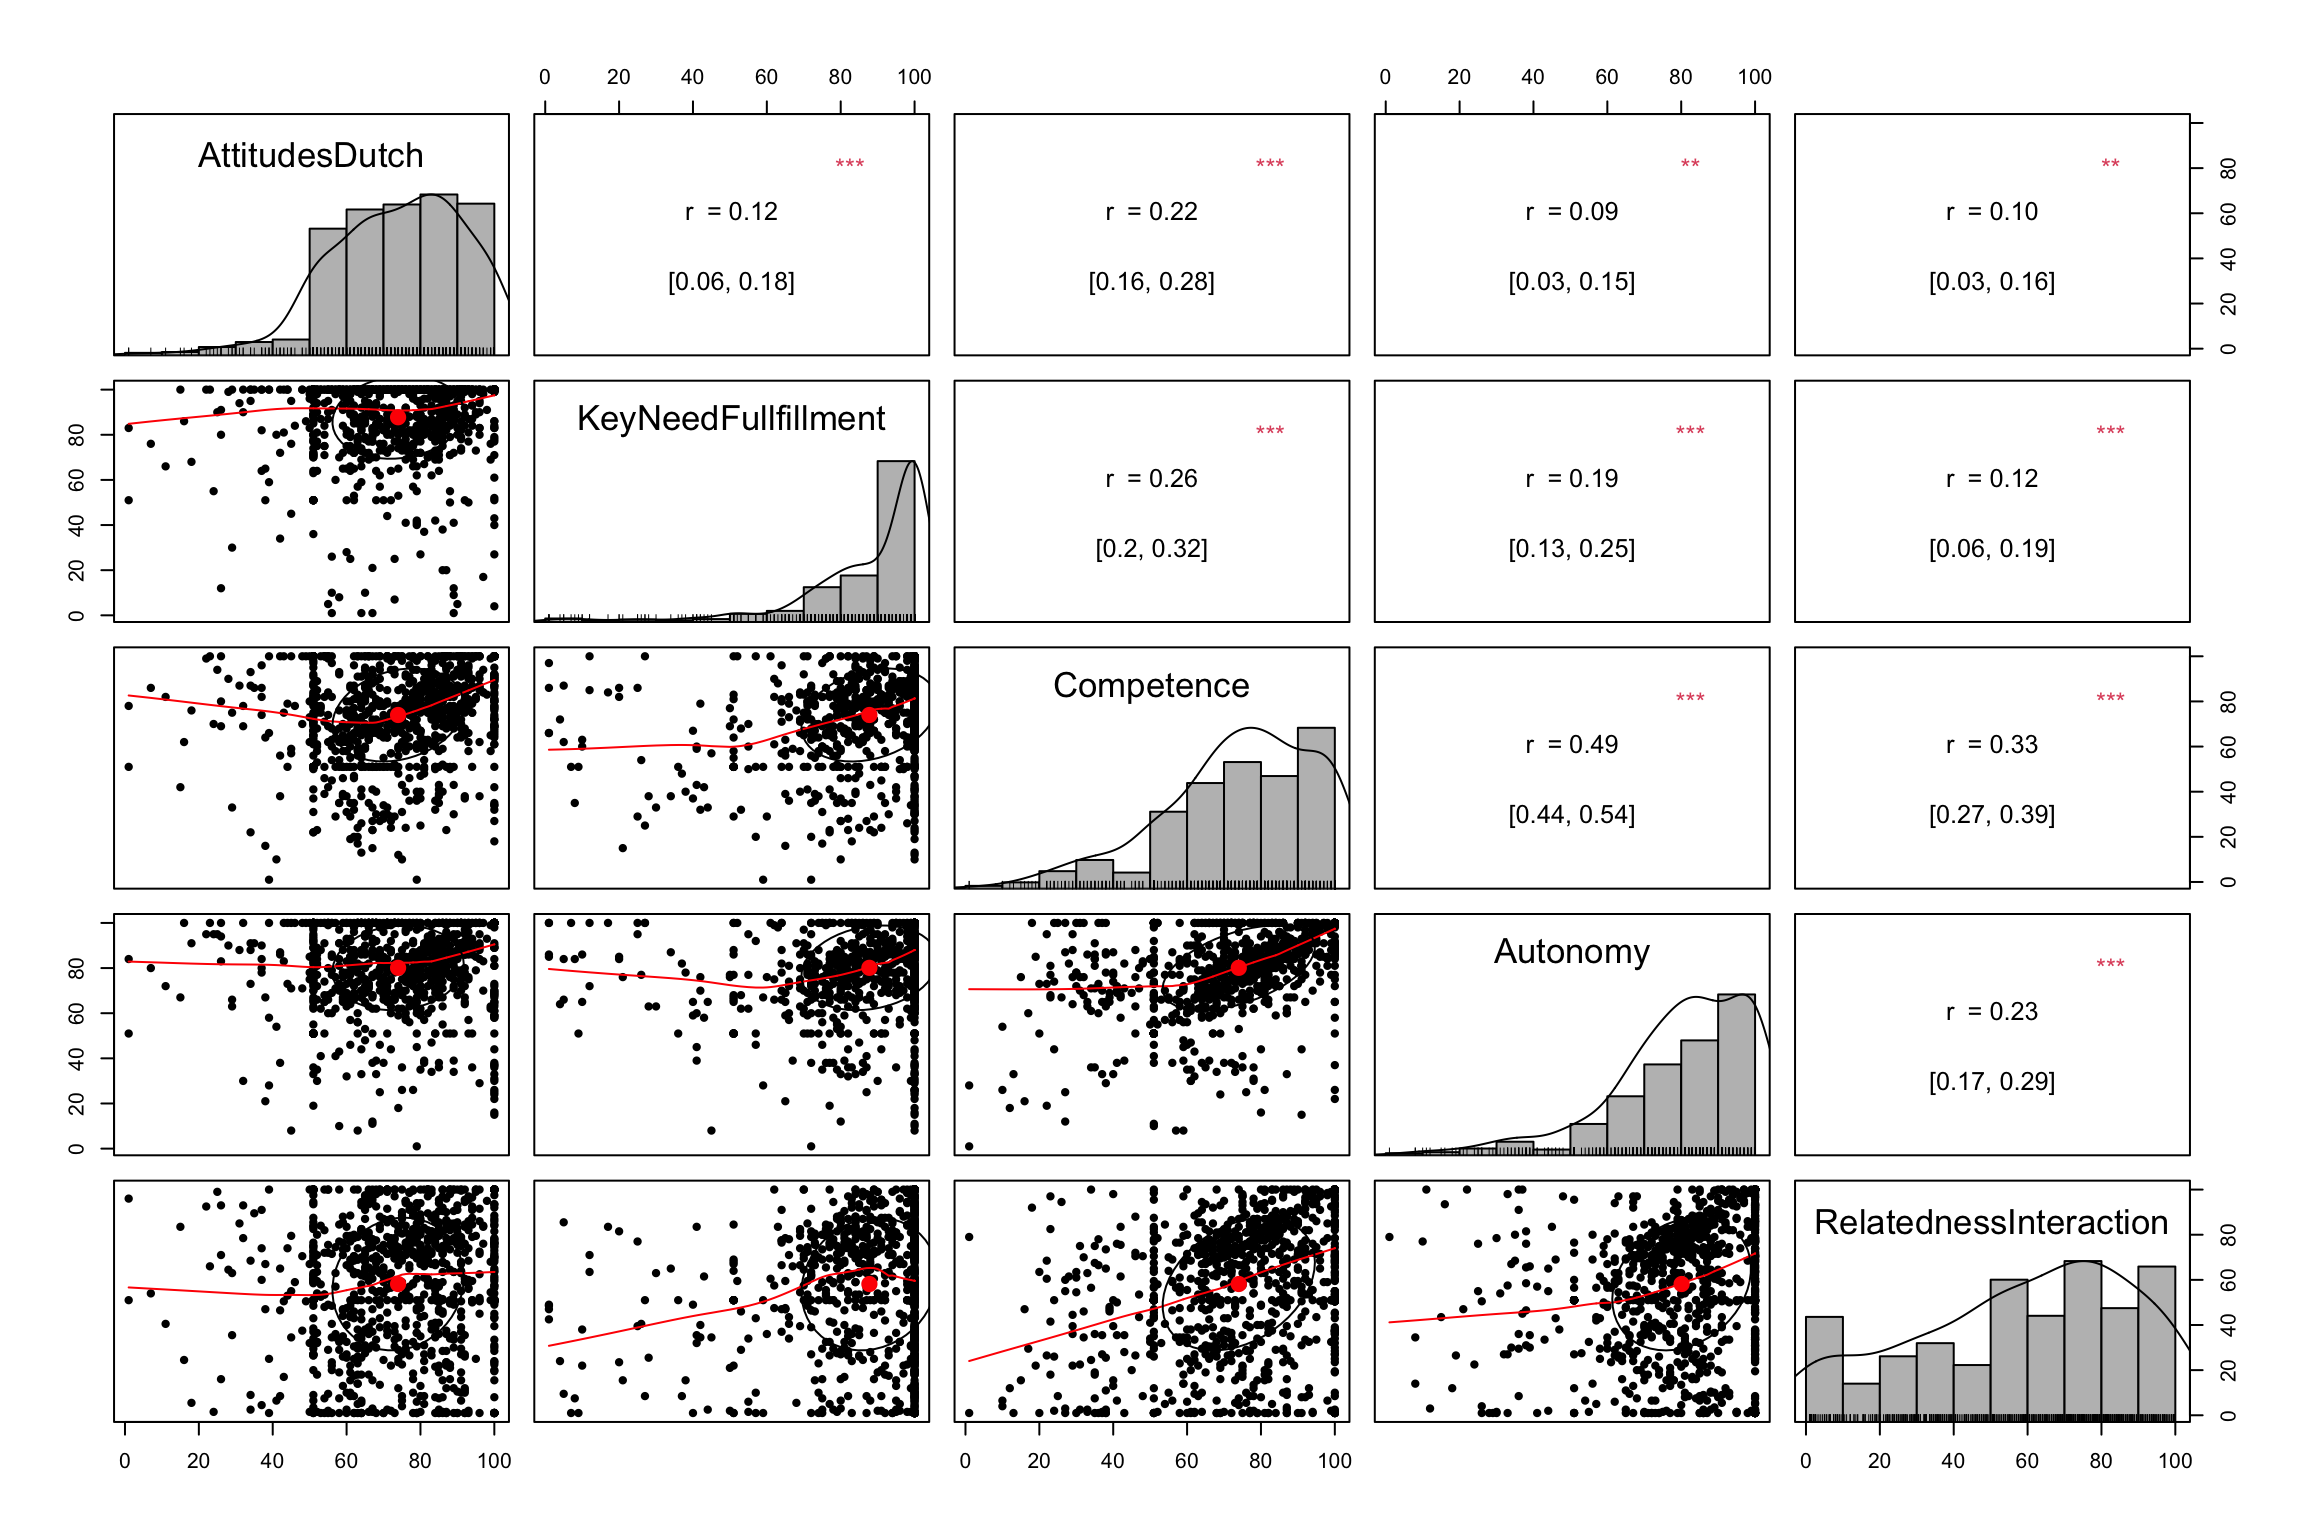 0 20 40 60 80 100 0 20 40 60 80 100
AttitudesDutch *** *** ** **
r = 0.12 r = 0.22 r = 0.09 r = 0.10
[0.06, 0.18] [0.16, 0.28] [0.03, 0.15] [0.03, 0.16]
0 20 40 60 80
KeyNeedFullfillment *** *** ***
r = 0.26 r = 0.19 r = 0.12
[0.2, 0.32] [0.13, 0.25] [0.06, 0.19]
0 20 40 60 80
Competence *** ***
r = 0.49 r = 0.33
[0.44, 0.54] [0.27, 0.39]
0 20 40 60 80
Autonomy ***
r = 0.23
[0.17, 0.29]
0 20 40 60 80
RelatednessInteraction
0 20 40 60 80
0 20 40 60 80 100 0 20 40 60 80 100 0 20 40 60 80 100